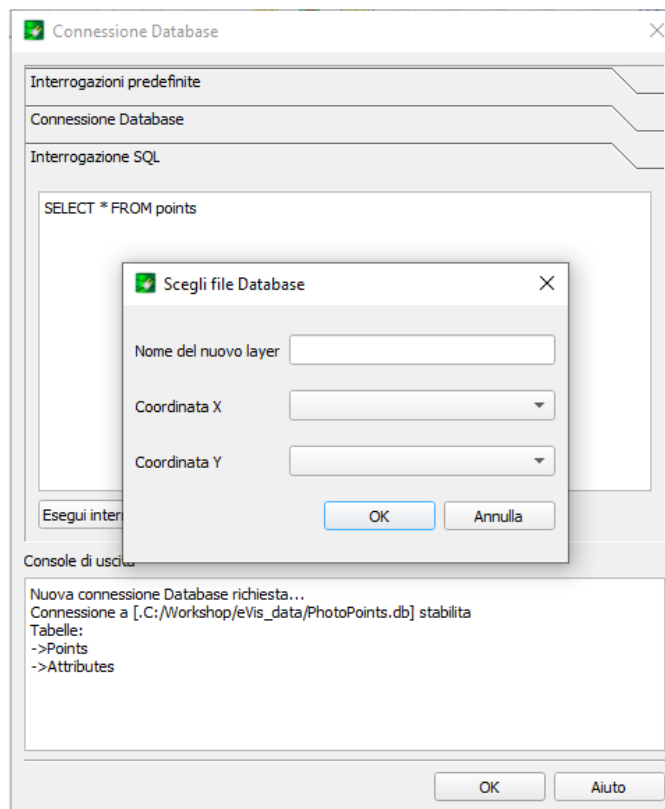 Connessione Database
Interrogazioni predefinite
Connessione Database
Interrogazione SQL
SELECT * FROM points
Scegli file Database
Nome del nuovo layer
Coordinata X
Coordinata Y
OK
Annulla
Esegui inter
Console di uscita
Nuova connessione Database richiesta...
Connessione a [.C:/Workshop/eVis_data/PhotoPoints.db] stabilita
Tabelle:
->Points
->Attributes
OK
Aiuto